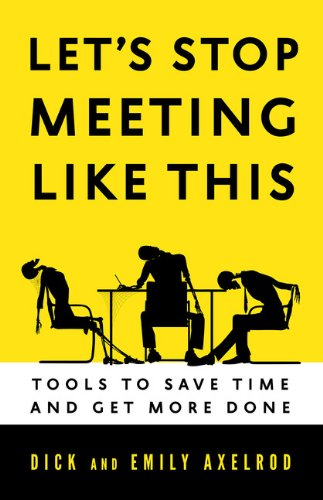 LET'S STOP
MEETING
LIKE THIS
TOOLS TO SAVE TIME
AND GET MORE DONE
DICK AND EMILY AXELROD